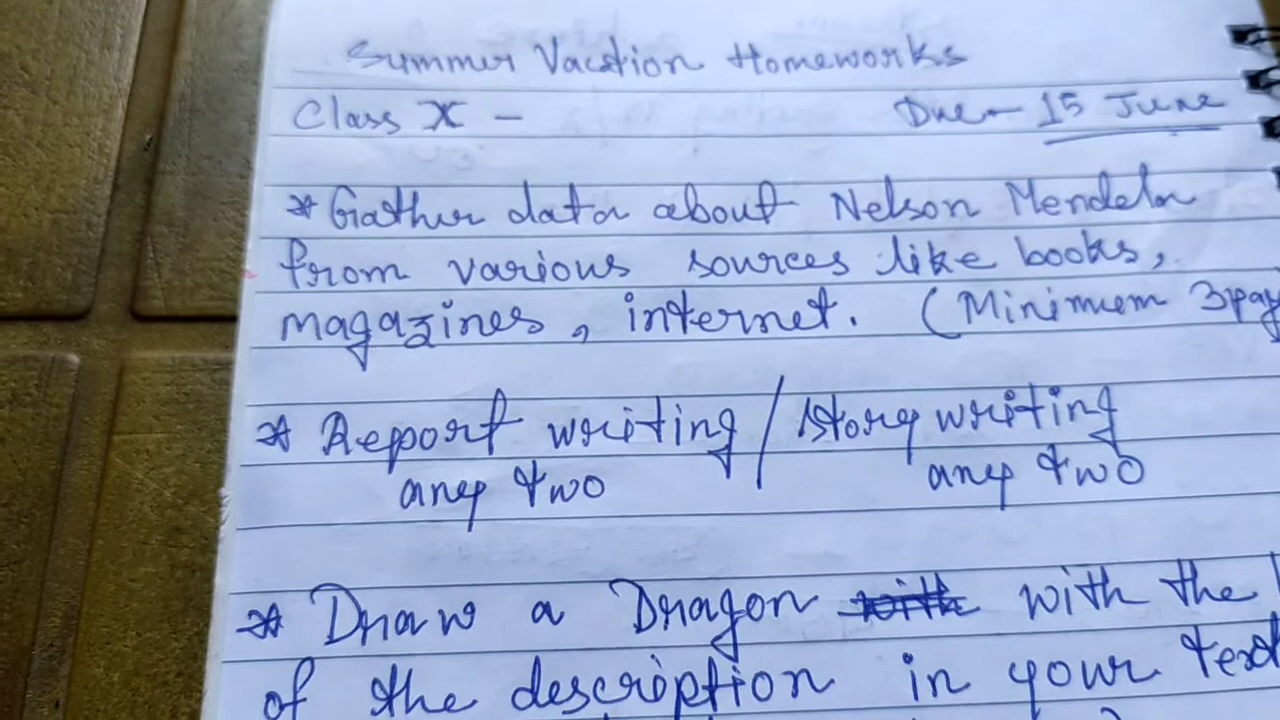 Summer Vacation Homeworks
Class X - Due - 15 June
* Gather data about Nelson Mendela
from various sources like books,
magazines, internet. (Minimum 3
* Report writing / story writing
any two any two
* Draw a Dragon with with the
of the description in your